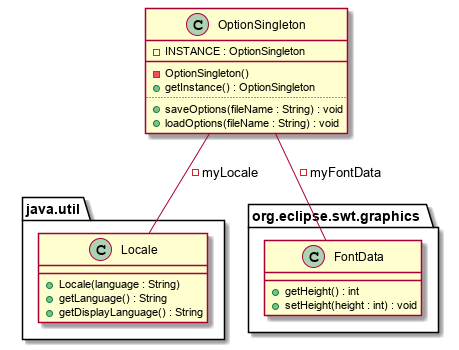 C OptionSingleton
INSTANCE : OptionSingleton
OptionSingleton()
getInstance() : OptionSingleton
saveOptions(fileName : String) : void
loadOptions(fileName : String) : void
myLocale
myFontData
java.util
C Locale
Locale(language : String)
getLanguage() : String
getDisplayLanguage() : String
org.eclipse.swt.graphics
C FontData
getHeight() : int
setHeight(height : int) : void